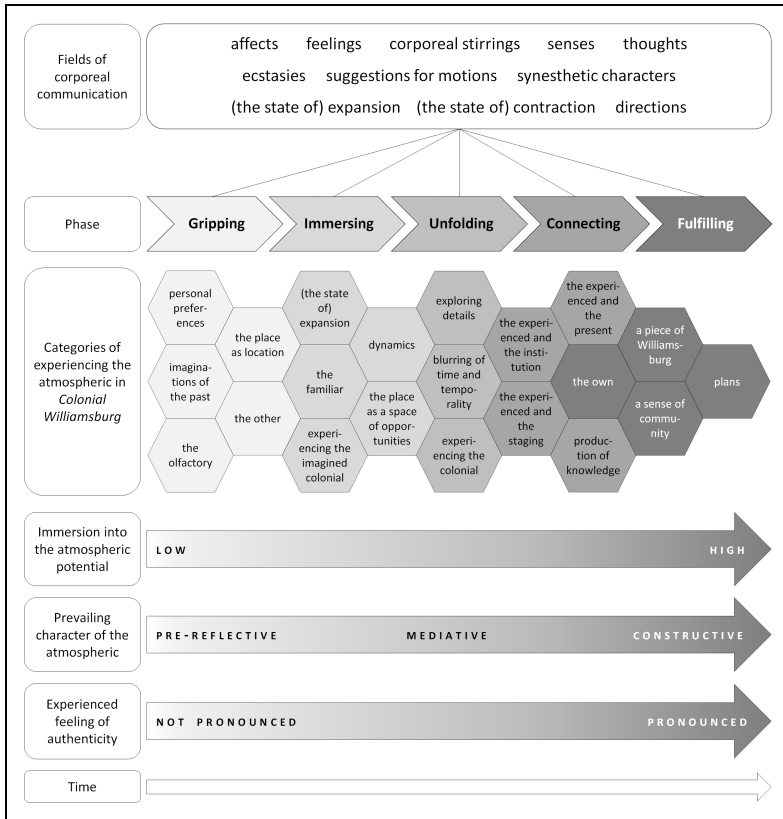 Fields of
corporeal
communication
affects feelings corporeal stirrings senses thoughts
ecstasies suggestions for motions synesthetic characters
(the state of) expansion (the state of) contraction directions
Phase
Gripping
Immersing
Unfolding
Connecting
Fulfilling
Categories of
experiencing the
atmospheric in
Colonial
Williamsburg
personal
prefer-
ences
imagina-
tions of
the past
the
olfactory
the place
as location
the other
(the state
of)
expansion
the
familiar
experi-
encing the
imagined
colonial
dynamics
the place
as a space
of oppor-
tunities
exploring
details
blurring of
time and
tempo-
rality
experi-
encing the
colonial
the experi-
enced and
the insti-
tution
the experi-
enced and
the
staging
the experi-
enced and
the
present
the own
produc-
tion of
knowledge
a piece of
Williams-
burg
a sense of
commu-
nity
plans
Immersion into
the atmospheric
potential
LOW
HIGH
Prevailing
character of the
atmospheric
PRE-REFLECTIVE
MEDIATIVE
CONSTRUCTIVE
Experienced
feeling of
authenticity
NOT PRONOUNCED
PRONOUNCED
Time